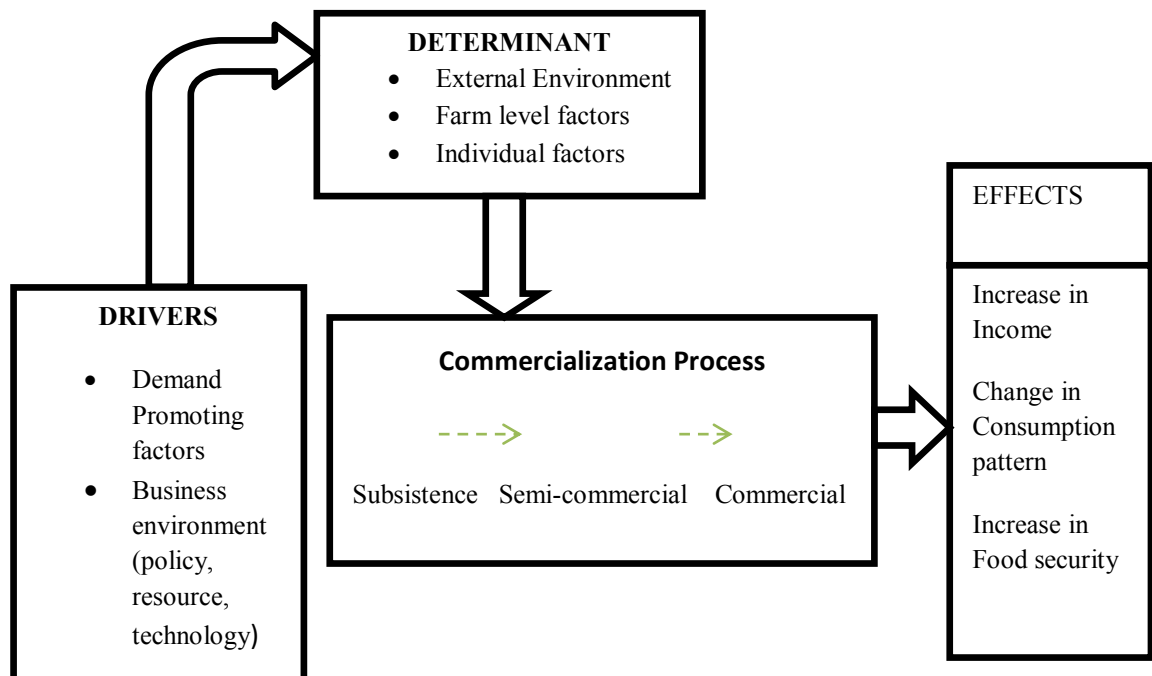 DETERMINANT
• External Environment
• Farm level factors
• Individual factors
DRIVERS
• Demand
Promoting
factors
• Business
environment
(policy,
resource,
technology)
Commercialization Process
Subsistence Semi-commercial Commercial
EFFECTS
Increase in
Income
Change in
Consumption
pattern
Increase in
Food security